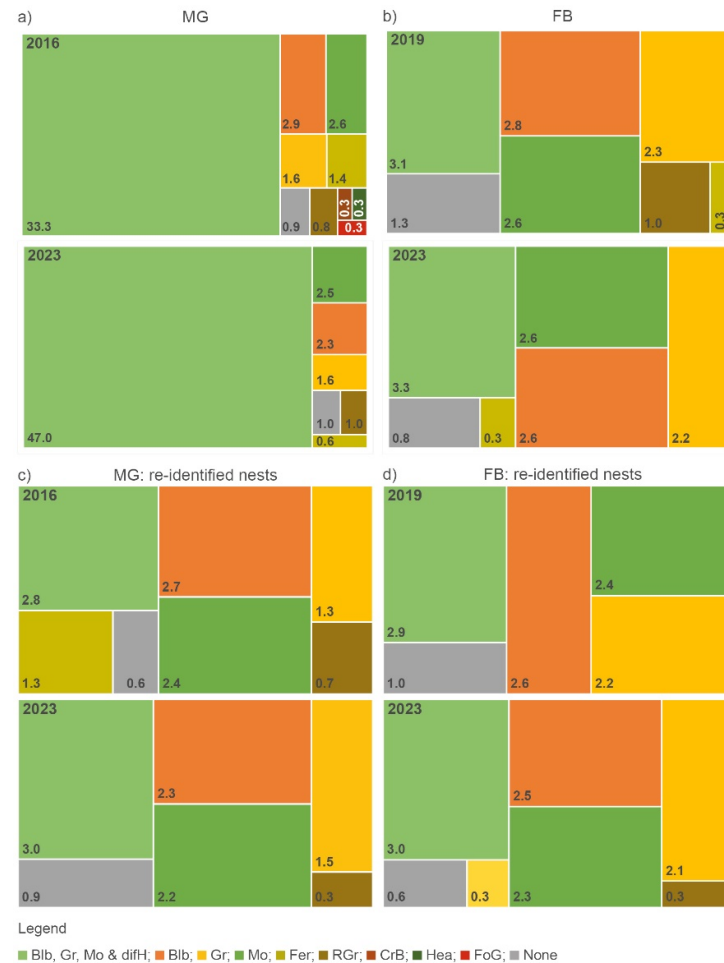 a) MG b) FB
2016
2.9 2.6
1.6 1.4
0.3 0.3
33.3 0.9 0.8 0.3
2019
2.8
2.3
3.1
1.3 2.6 1.0 0.3
2023
2.5
2.3
1.6
1.0 1.0
47.0 0.6
2023
2.6
3.3
0.8 0.3 2.6 2.2
c) MG: re-identified nests d) FB: re-identified nests
2016
2.7
2.8 1.3
1.3 0.6 2.4 0.7
2019
2.4
2.9
1.0 2.6 2.2
2023
2.3
3.0 1.5
0.9 2.2 0.3
2023
2.5
3.0 2.1
0.6 0.3 2.3 0.3
Legend
Blb, Gr, Mo & difH; Blb; Gr; Mo; Fer; RGr; CrB; Hea; FoG; None